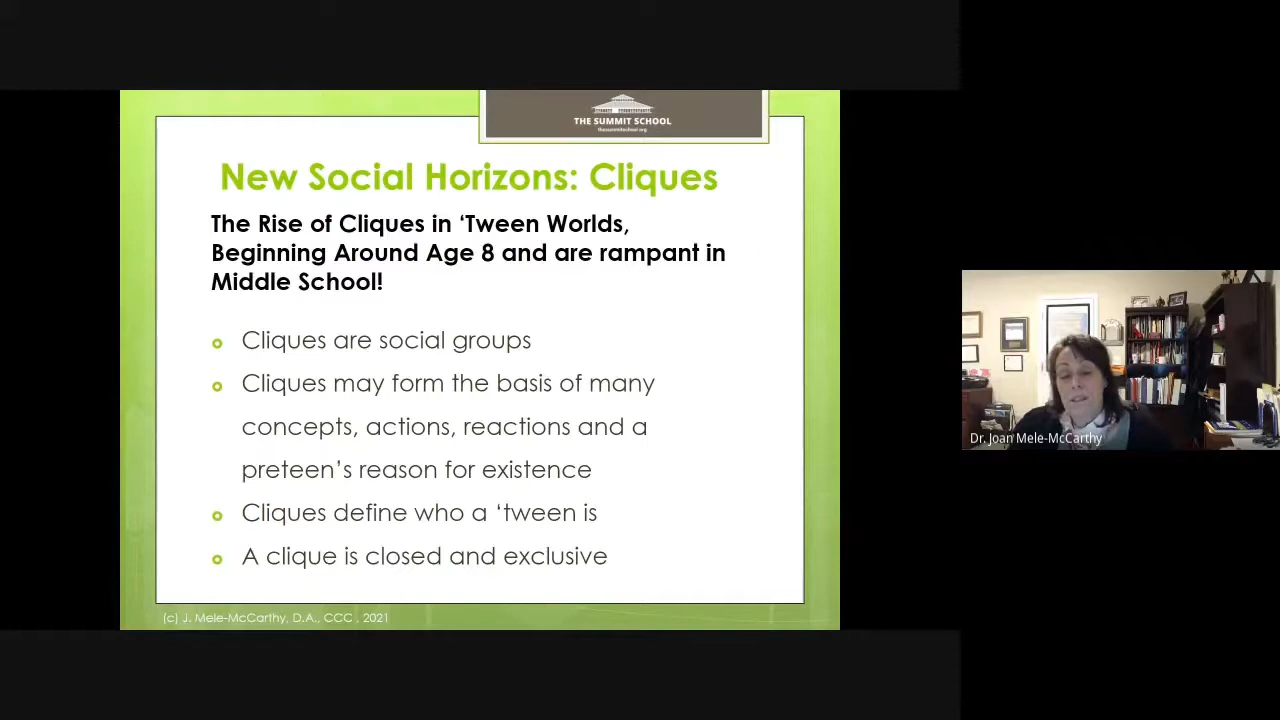 THE SUMMIT SCHOOL
thesummitschool.org
New Social Horizons: Cliques
The Rise of Cliques in ‘Tween Worlds,
Beginning Around Age 8 and are rampant in
Middle School!
Cliques are social groups
Cliques may form the basis of many
concepts, actions, reactions and a
preteen’s reason for existence
Cliques define who a ‘tween is
A clique is closed and exclusive
(c) J. Mele-McCarthy, D.A., CCC , 2021
Dr. Joan Mele-McCarthy